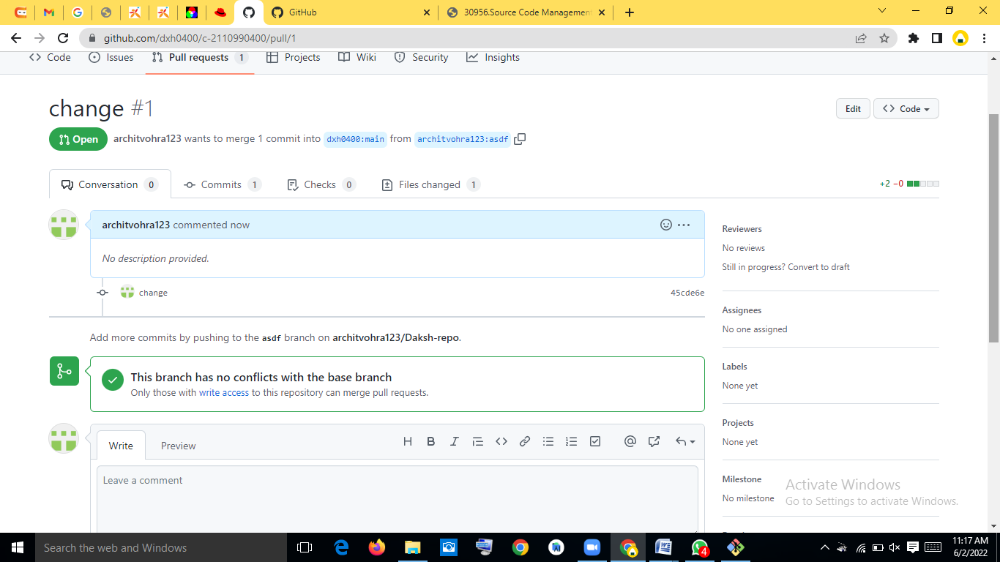 GitHub
30956.Source Code Management
github.com/dxh0400/c-2110990400/pull/1
Code Issues Pull requests 1 Projects Wiki Security Insights
change #1
Edit Code
Open architvohra123 wants to merge 1 commit into dxh0400:main from architvohra123:asdf
Conversation 0 Commits 1 Checks 0 Files changed 1 +2 −0
architvohra123 commented now
No description provided.
change 45cde6e
Add more commits by pushing to the asdf branch on architvohra123/Daksh-repo.
This branch has no conflicts with the base branch
Only those with write access to this repository can merge pull requests.
Write Preview
Leave a comment
Reviewers
No reviews
Still in progress? Convert to draft
Assignees
No one assigned
Labels
None yet
Projects
None yet
Milestone
No milestone
Activate Windows
Go to Settings to activate Windows.
Search the web and Windows
4
11:17 AM
6/2/2022